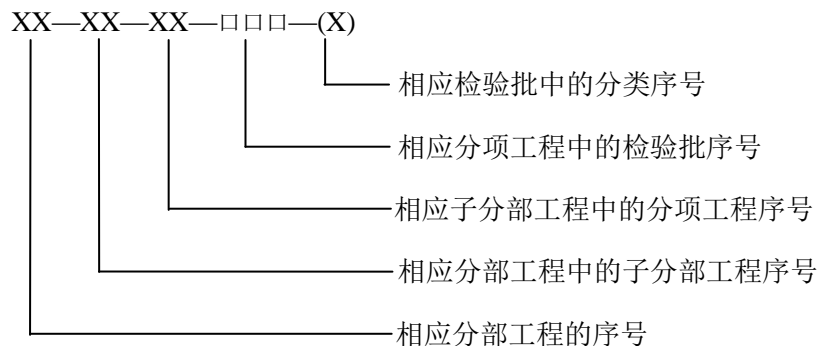 XX—XX—XX—□□□—(X)
相应检验批中的分类序号
相应分项工程中的检验批序号
相应子分部工程中的分项工程序号
相应分部工程中的子分部工程序号
相应分部工程的序号